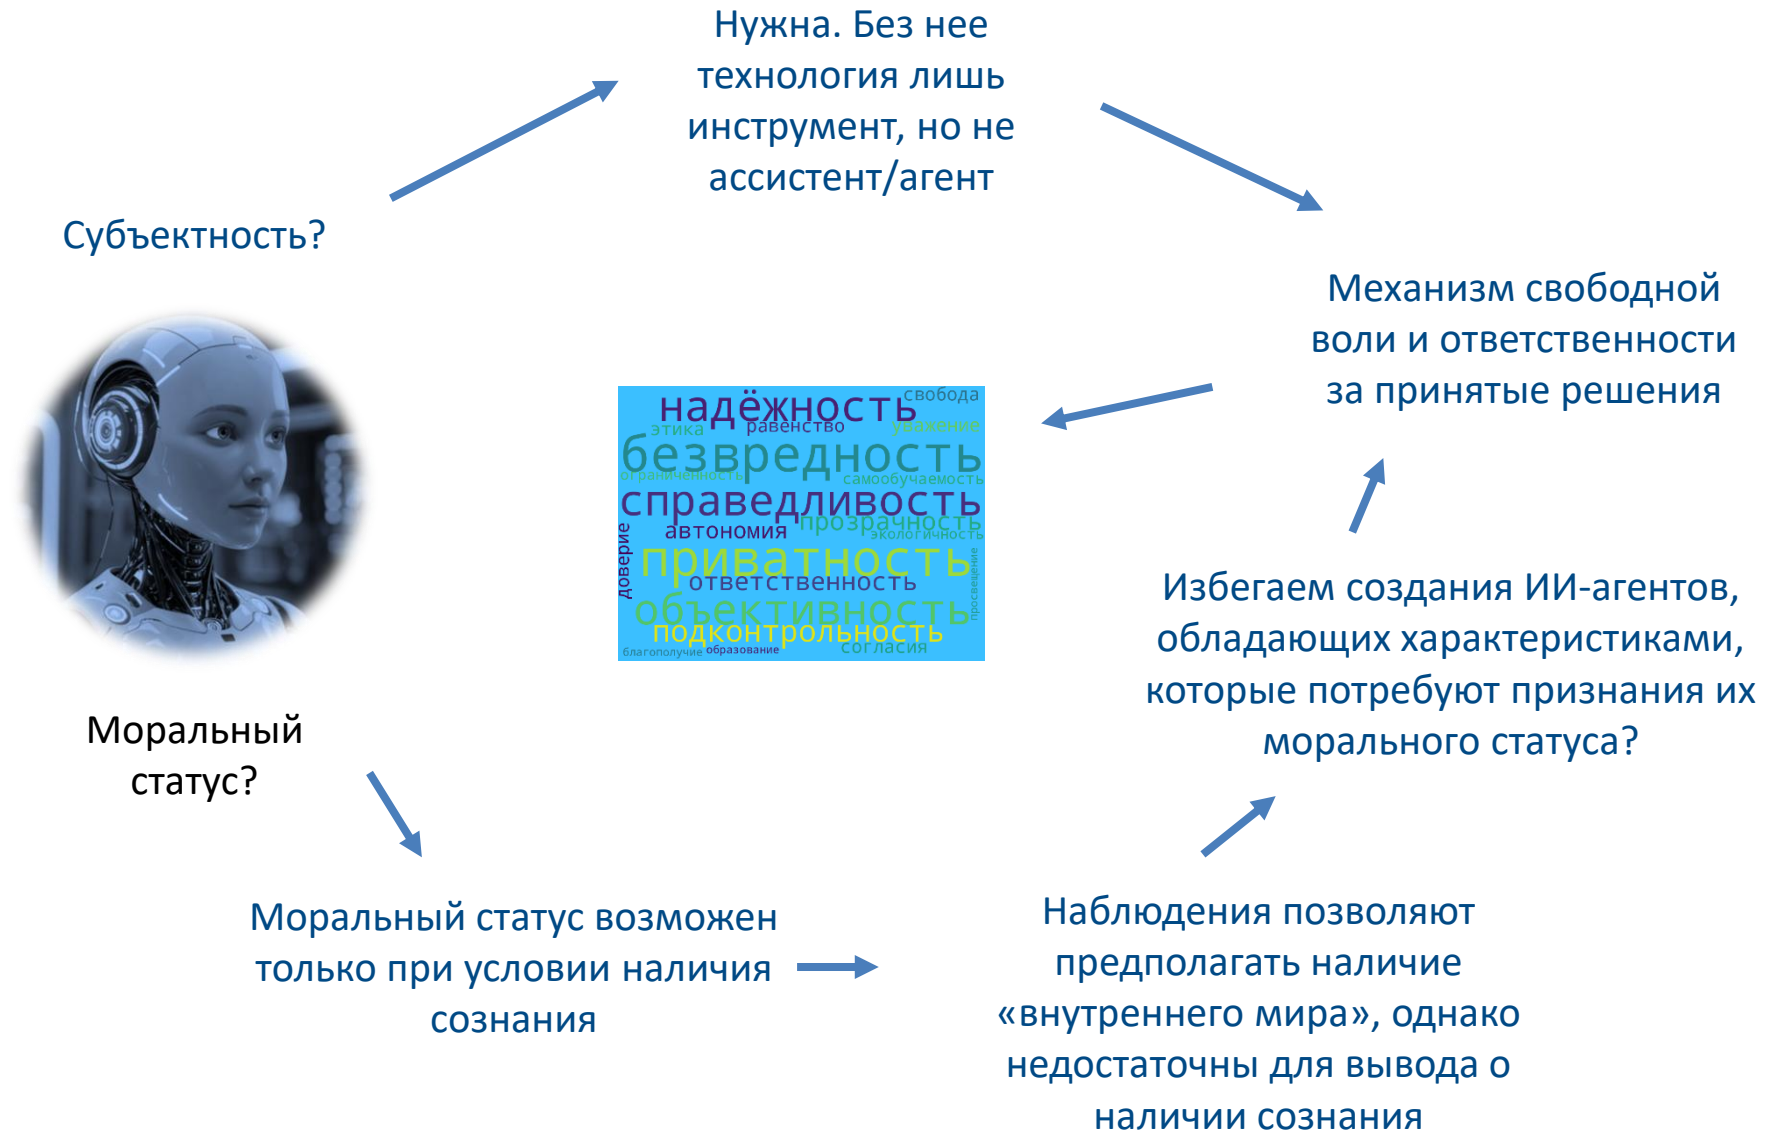 Нужна. Без нее
технология лишь
инструмент, но не
ассистент/агент
Субъектность?
Механизм свободной
воли и ответственности
за принятые решения
надёжность
свобода
этика
равенство
уважение
безвредность
ограниченность
самообучаемость
справедливость
автономия
прозрачность
экологичность
доверие
приватность
просвещение
ответственность
объективность
подконтрольность
благополучие
образование
согласия
Избегаем создания ИИ-агентов,
обладающих характеристиками,
которые потребуют признания их
морального статуса?
Моральный
статус?
Моральный статус возможен
только при условии наличия
сознания
Наблюдения позволяют
предполагать наличие
«внутреннего мира», однако
недостаточны для вывода о
наличии сознания